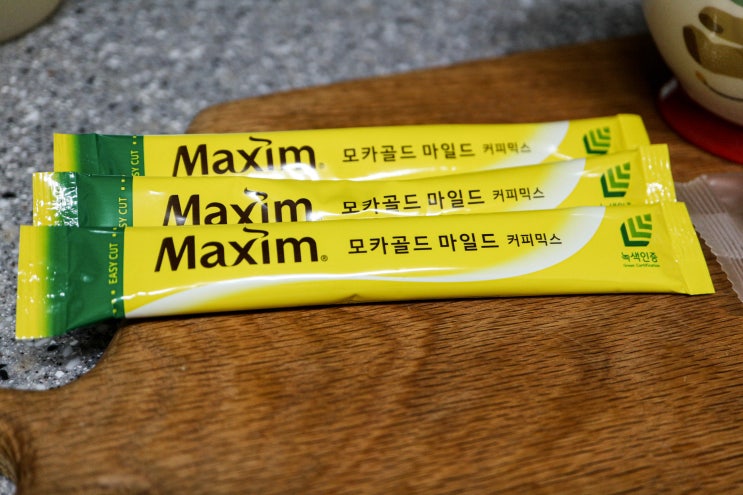 EASY CUT Maxim® 모카골드 마일드 커피믹스
EASY CUT Maxim 모카골드 마일드 커피믹스
EASY CUT Maxim® 모카골드 마일드 커피믹스
녹색인증
Green Certification